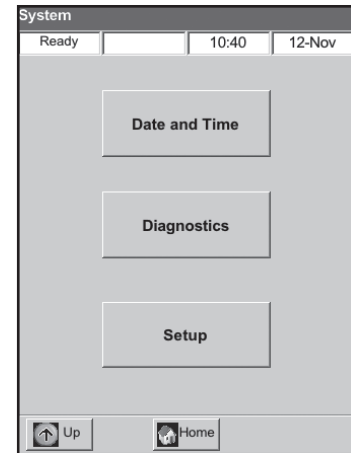 System
Ready 10:40 12-Nov
Date and Time
Diagnostics
Setup
Up Home